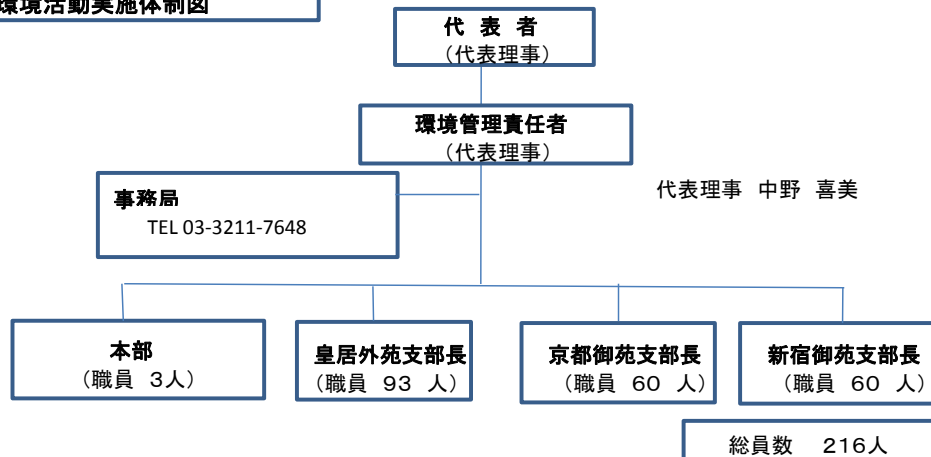 環境活動実施体制図
代 表 者
（代表理事）
環境管理責任者
（代表理事）
事務局
TEL 03-3211-7648
代表理事 中野 喜美
本部
（職員 3人）
皇居外苑支部長
（職員 93 人）
京都御苑支部長
（職員 60 人）
新宿御苑支部長
（職員 60 人）
総員数 216人